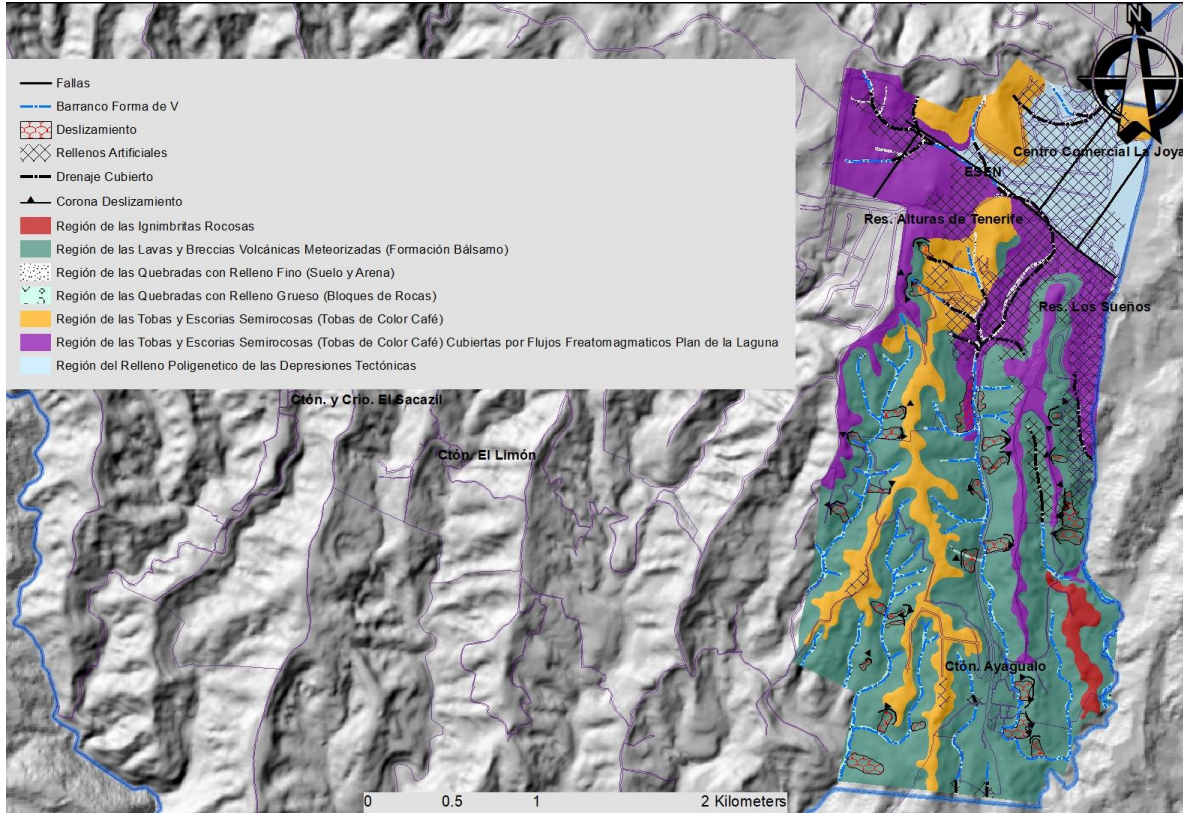 N
Fallas
Barranco Forma de V
Deslizamiento
Rellenos Artificiales
Drenaje Cubierto
Corona Deslizamiento
Región de las Ignimbritas Rocosas
Región de las Lavas y Breccias Volcánicas Meteorizadas (Formación Bálsamo)
Región de las Quebradas con Relleno Fino (Suelo y Arena)
Región de las Quebradas con Relleno Grueso (Bloques de Rocas)
Región de las Tobas y Escorias Semirocosas (Tobas de Color Café)
Región de las Tobas y Escorias Semirocosas (Tobas de Color Café) Cubiertas por Flujos Freatomagmaticos Plan de la Laguna
Región del Relleno Poligenetico de las Depresiones Tectónicas
Centro Comercial La Joya
ESEN
Res. Alturas de Tenerife
Res. Los Sueños
Ctón. y Crio. El Sacazil
Ctón. El Limón
Ctón. Ayagualo
0 0.5 1 2 Kilometers